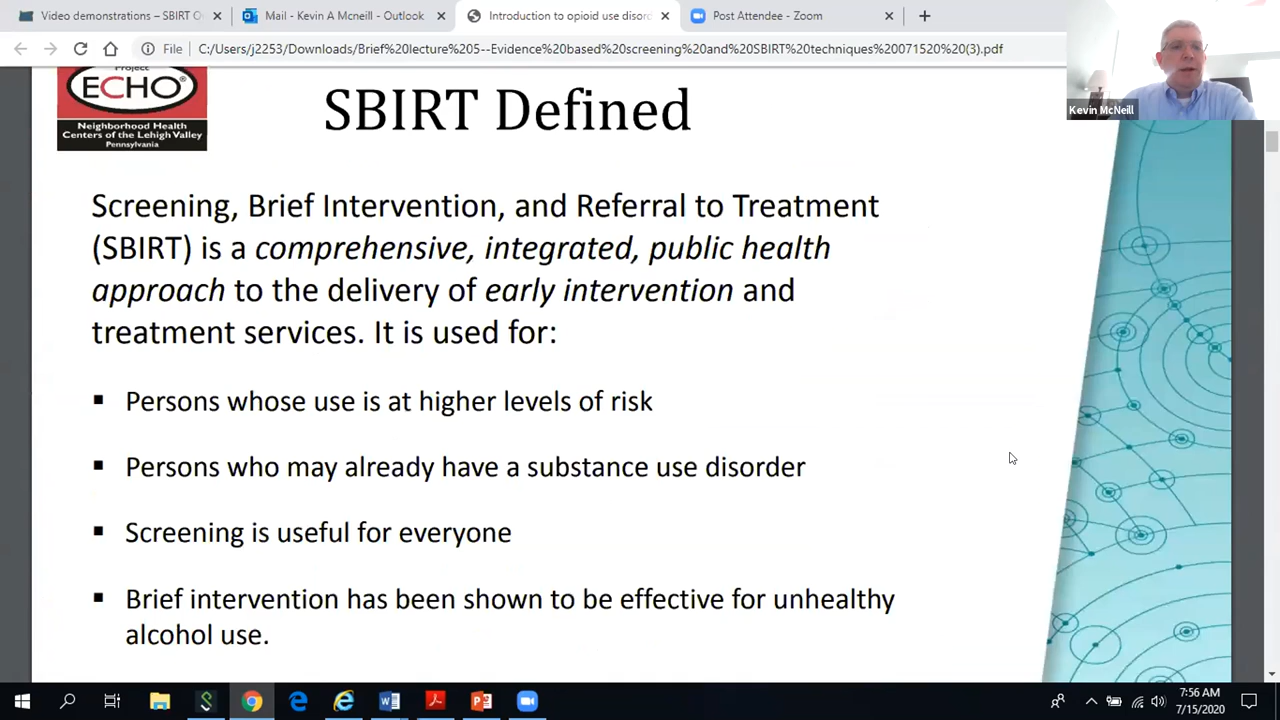 Video demonstrations – SBIRT O
Mail - Kevin A Mcneill - Outlook
Introduction to opioid use disord
Post Attendee - Zoom
File
C:/Users/j2253/Downloads/Brief%20lecture%205--Evidence%20based%20screening%20and%20SBIRT%20techniques%20071520%20(3).pdf
Kevin McNeill
Project
ECHO®
Neighborhood Health
Centers of the Lehigh Valley
Pennsylvania
SBIRT Defined
Screening, Brief Intervention, and Referral to Treatment
(SBIRT) is a comprehensive, integrated, public health
approach to the delivery of early intervention and
treatment services. It is used for:
▪ Persons whose use is at higher levels of risk
▪ Persons who may already have a substance use disorder
▪ Screening is useful for everyone
▪ Brief intervention has been shown to be effective for unhealthy
alcohol use.
7:56 AM
7/15/2020